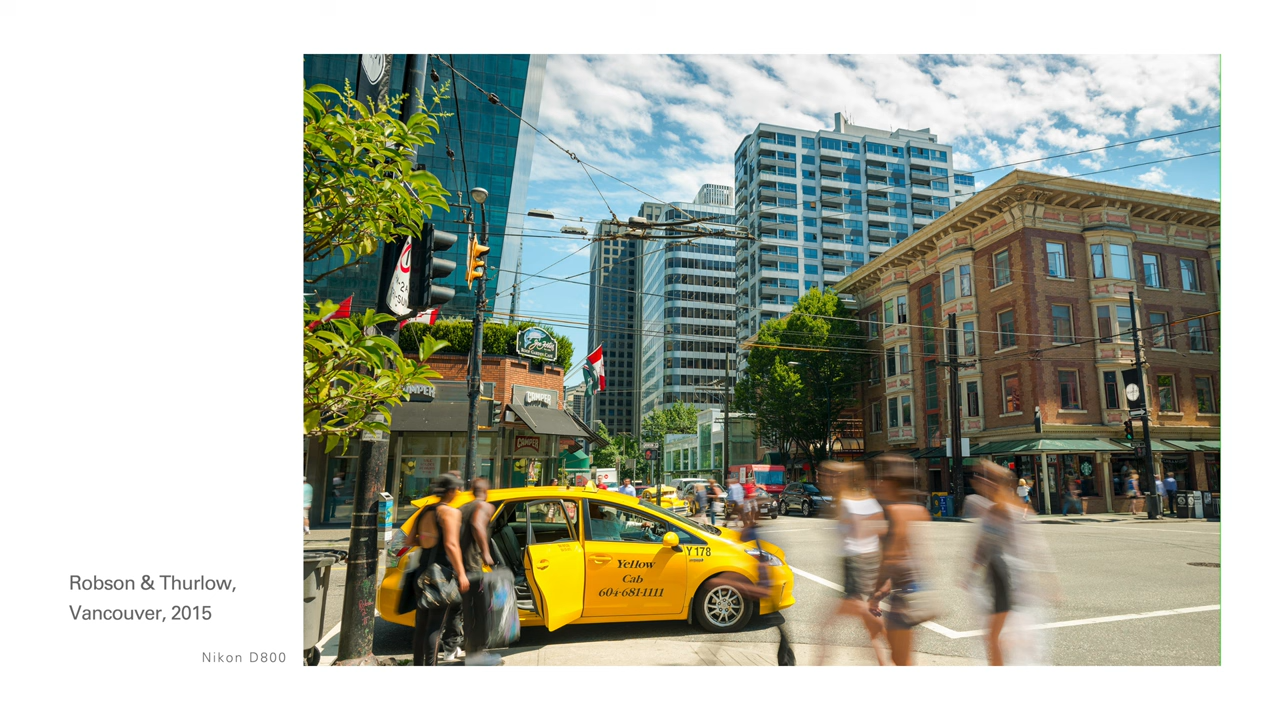 Robson & Thurlow,
Vancouver, 2015
Nikon D800
CAMPER
CAMPER
Y178
Yellow
Cab
604-681-1111